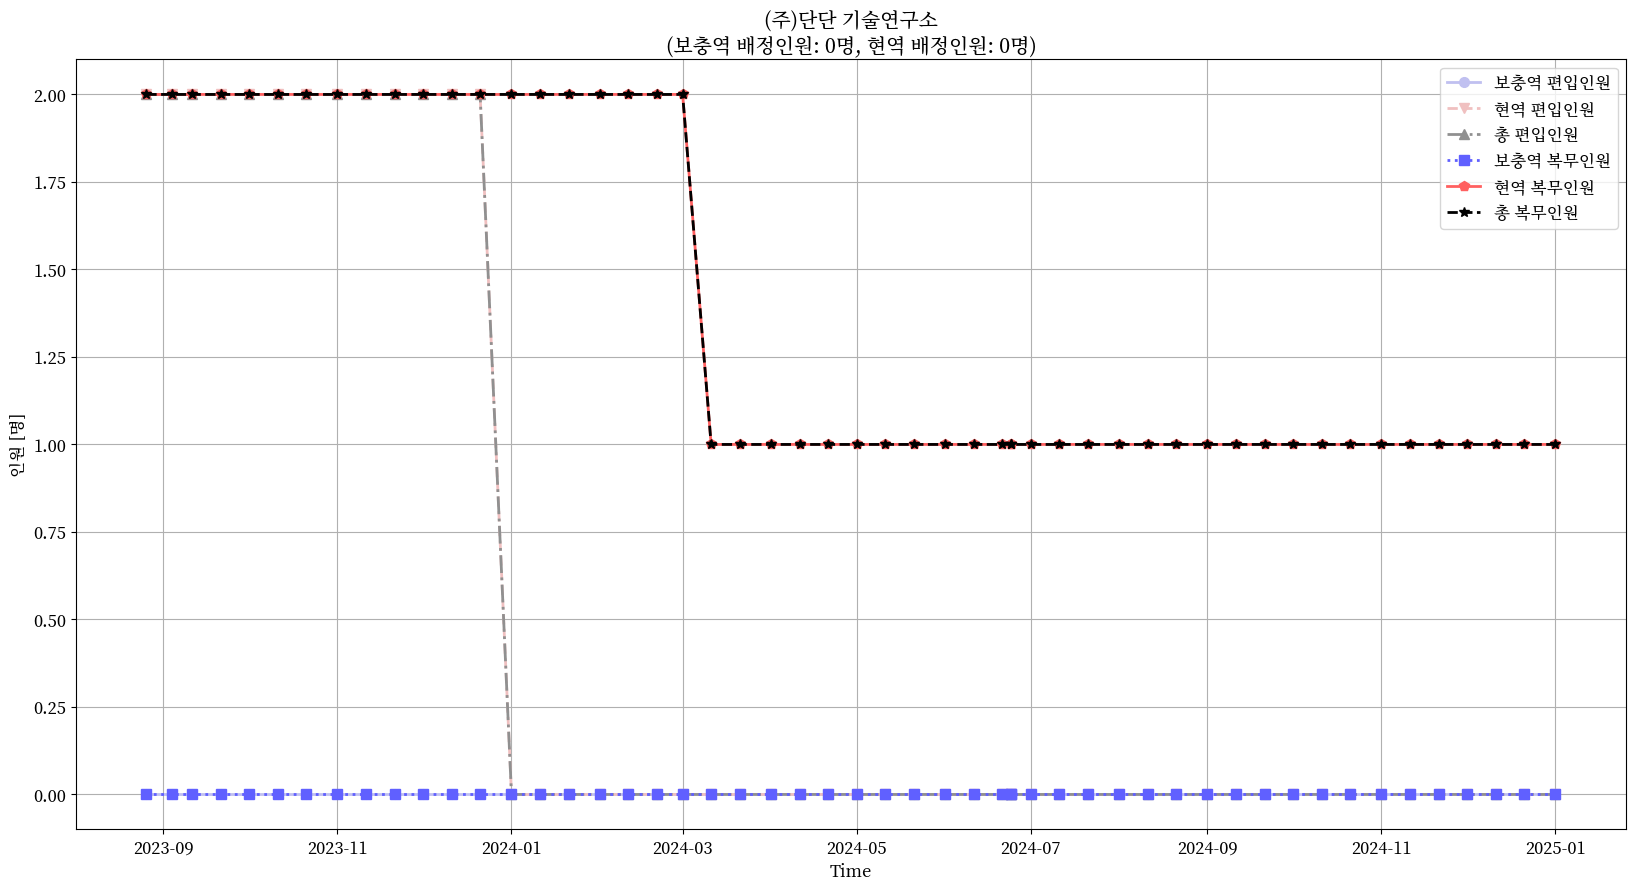 (주)단단 기술연구소
(보충역 배정인원: 0명, 현역 배정인원: 0명)
보충역 편입인원
현역 편입인원
총 편입인원
보충역 복무인원
현역 복무인원
총 복무인원
인원 [명]
2.00
1.75
1.50
1.25
1.00
0.75
0.50
0.25
0.00
2023-09 2023-11 2024-01 2024-03 2024-05 2024-07 2024-09 2024-11 2025-01
Time